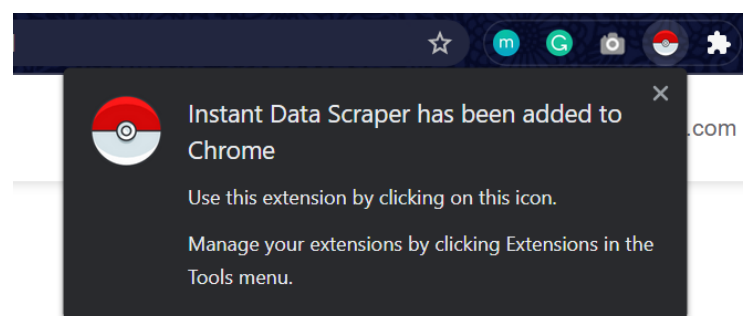 m
G
Instant Data Scraper has been added to
Chrome
.com
Use this extension by clicking on this icon.
Manage your extensions by clicking Extensions in the
Tools menu.